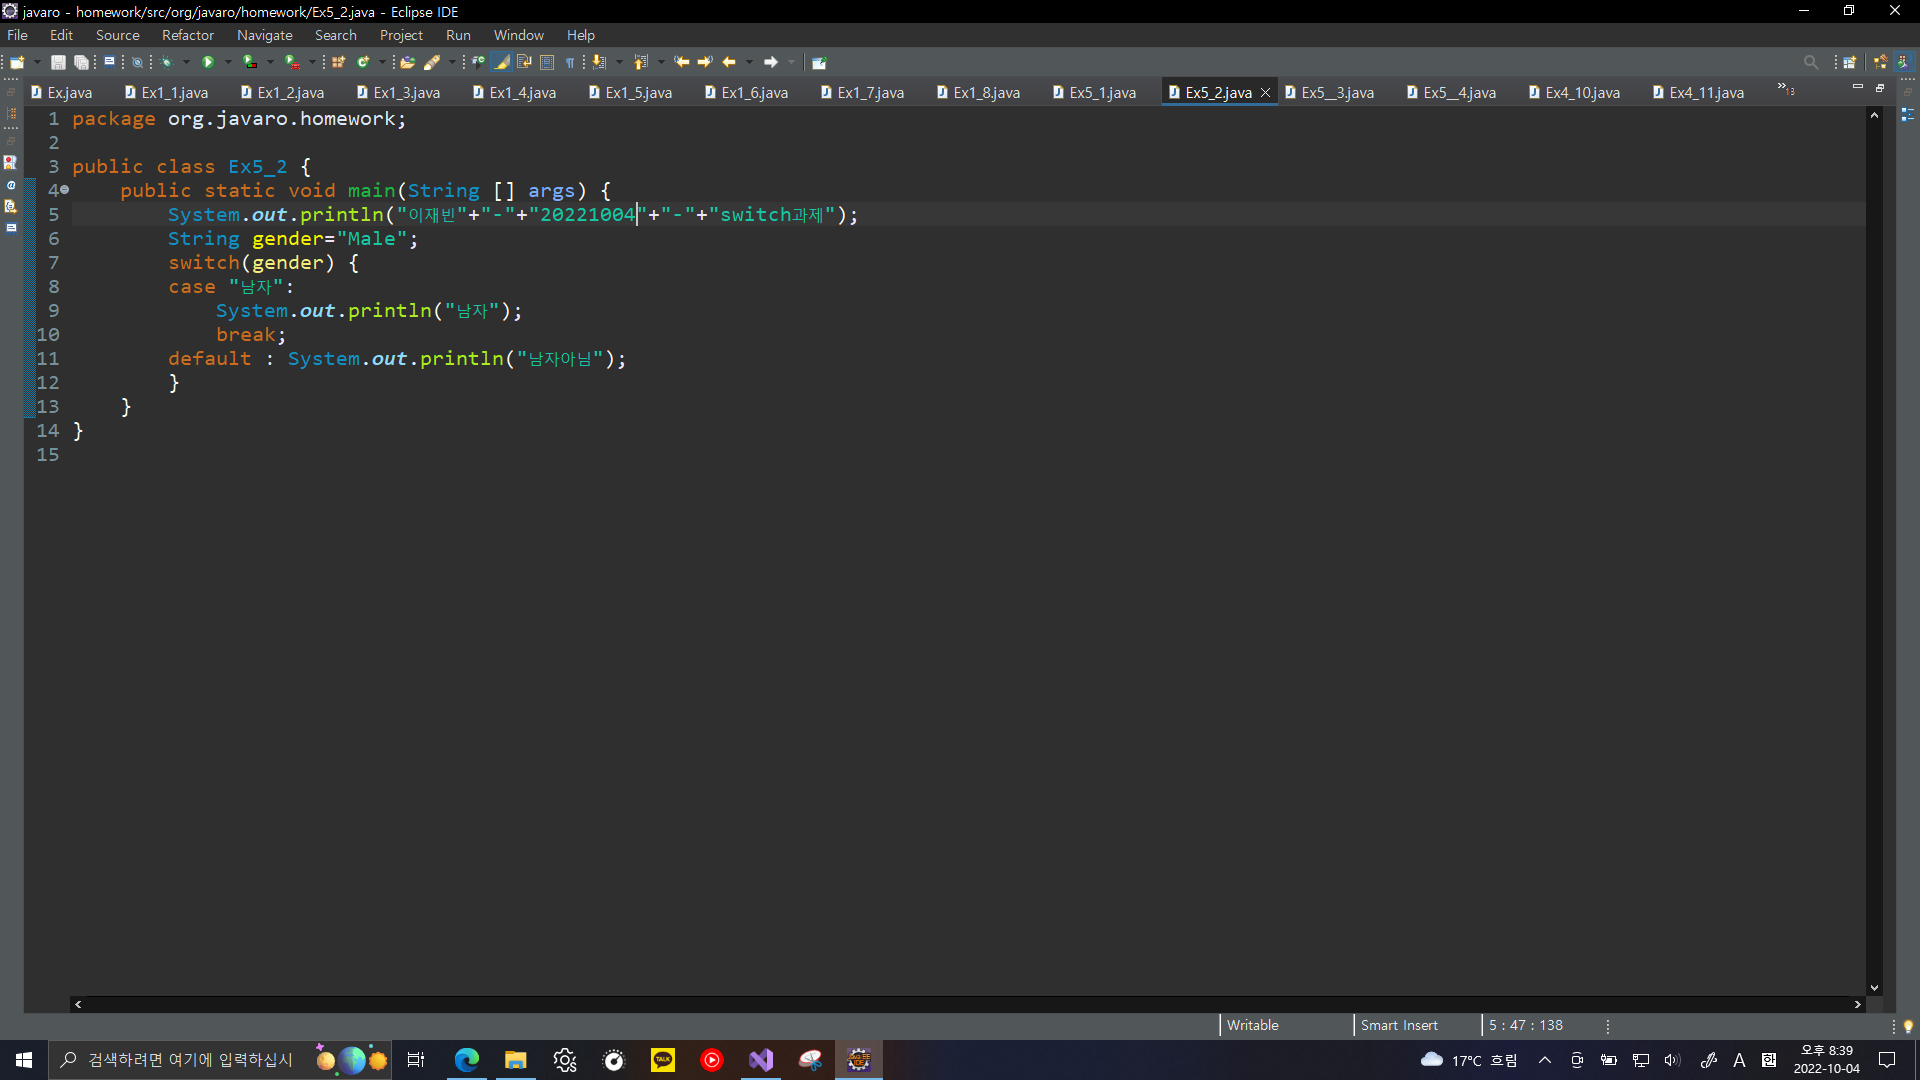 javaro - homework/src/org/javaro/homework/Ex5_2.java - Eclipse IDE
File Edit Source Refactor Navigate Search Project Run Window Help
Ex.java Ex1_1.java Ex1_2.java Ex1_3.java Ex1_4.java Ex1_5.java Ex1_6.java Ex1_7.java Ex1_8.java Ex5_1.java Ex5_2.java Ex5__3.java Ex5__4.java Ex4_10.java Ex4_11.java »13
1 package org.javaro.homework;
2
3 public class Ex5_2 {
4 public static void main(String [] args) {
5 System.out.println("이재빈"+"-"+"20221004"+"-"+"switch과제");
6 String gender="Male";
7 switch(gender) {
8 case "남자":
9 System.out.println("남자");
10 break;
11 default : System.out.println("남자아님");
12 }
13 }
14 }
15
Writable Smart Insert 5 : 47 : 138
검색하려면 여기에 입력하십시 TALK 17°C 흐림 A 한 오후 8:39
2022-10-04